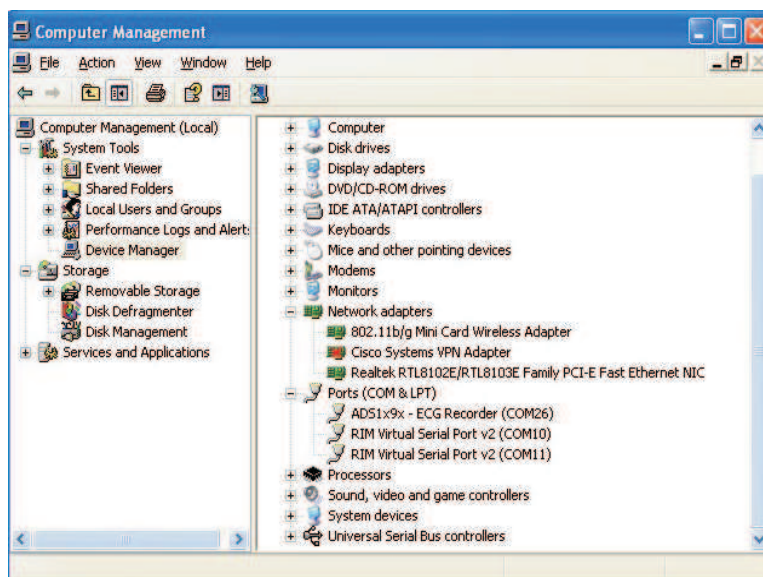 Computer Management
File Action View Window Help
Computer Management (Local)
System Tools
Event Viewer
Shared Folders
Local Users and Groups
Performance Logs and Alert
Device Manager
Storage
Removable Storage
Disk Defragmenter
Disk Management
Services and Applications
Computer
Disk drives
Display adapters
DVD/CD-ROM drives
IDE ATA/ATAPI controllers
Keyboards
Mice and other pointing devices
Modems
Monitors
Network adapters
802.11b/g Mini Card Wireless Adapter
Cisco Systems VPN Adapter
Realtek RTL8102E/RTL8103E Family PCI-E Fast Ethernet NIC
Ports (COM & LPT)
ADS1x9x - ECG Recorder (COM26)
RIM Virtual Serial Port v2 (COM10)
RIM Virtual Serial Port v2 (COM11)
Processors
Sound, video and game controllers
System devices
Universal Serial Bus controllers